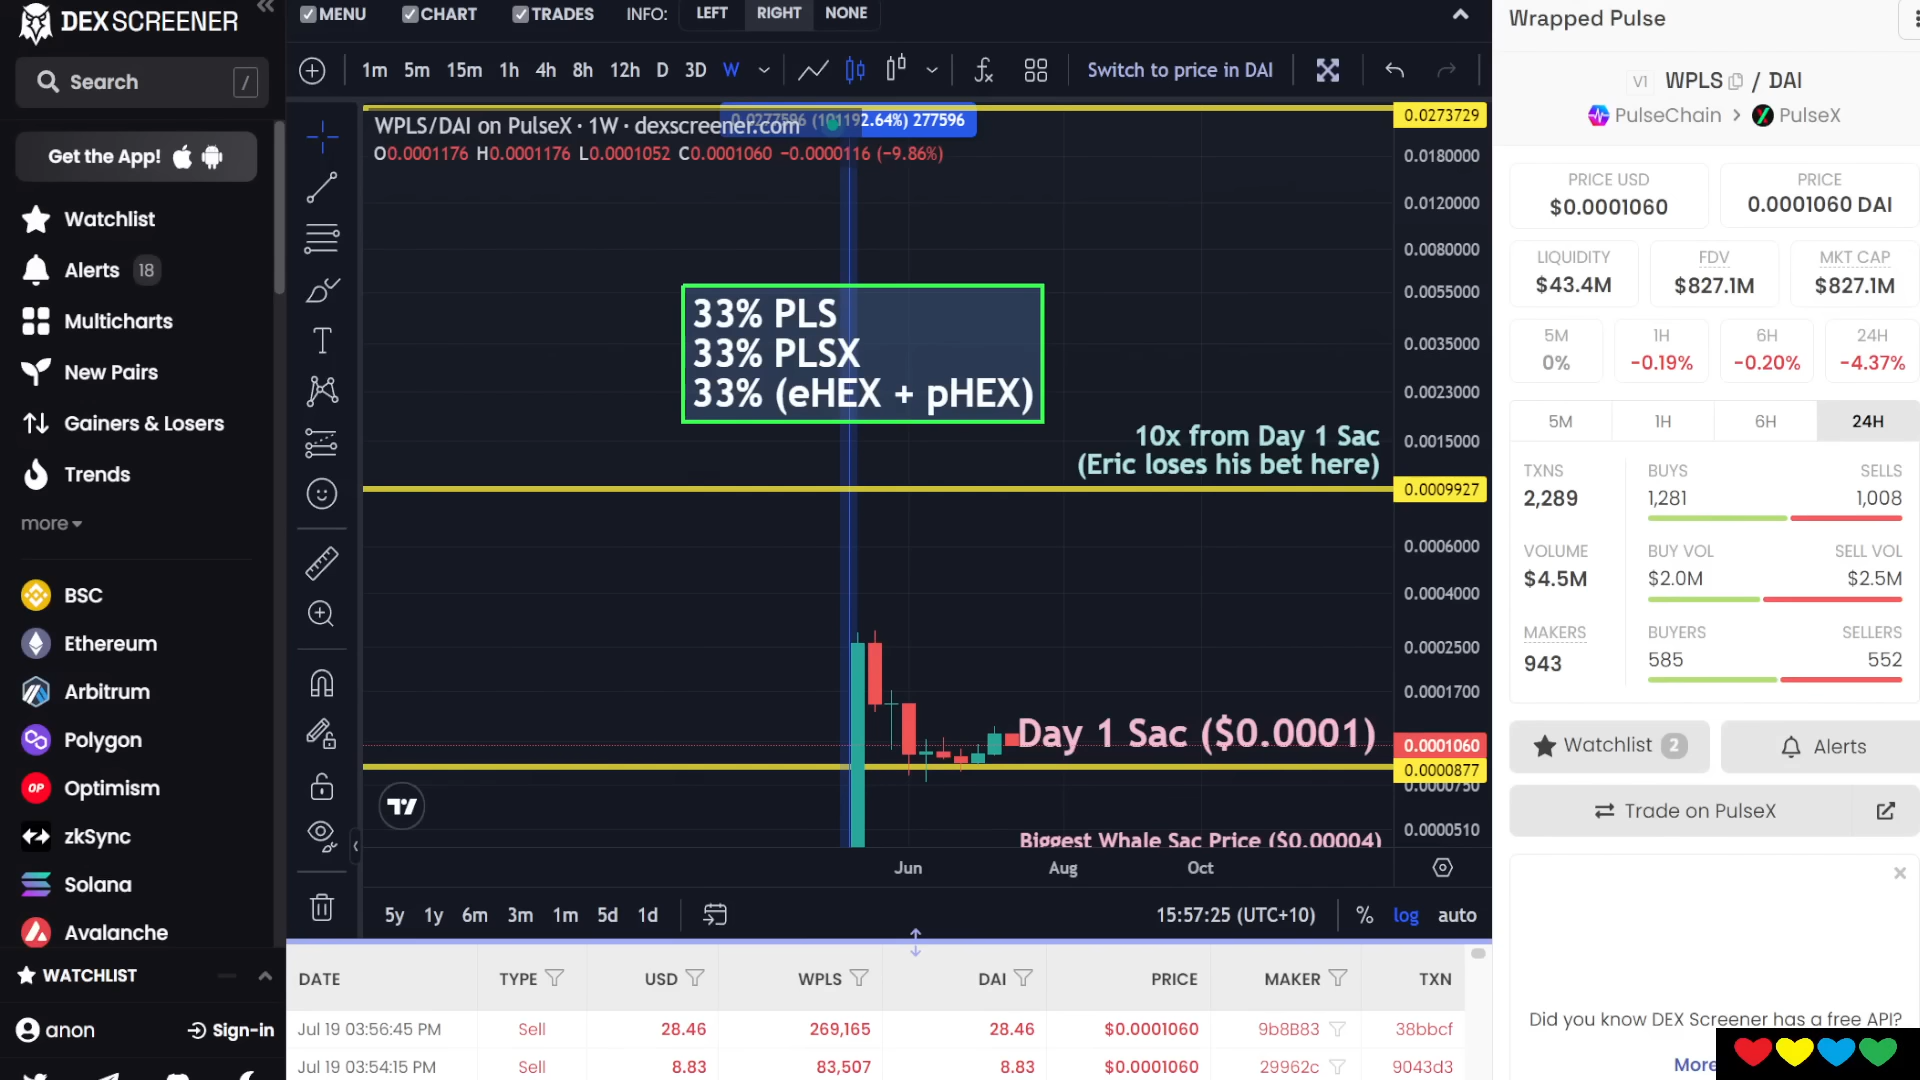 DEXSCREENER
Search
/
Get the App!
Watchlist
Alerts 18
Multicharts
New Pairs
Gainers & Losers
Trends
more
BSC
Ethereum
Arbitrum
Polygon
Optimism
zkSync
Solana
Avalanche
WATCHLIST
anon Sign-in
MENU CHART TRADES INFO: LEFT RIGHT NONE
1m 5m 15m 1h 4h 8h 12h D 3D W Switch to price in DAI
WPLS/DAI on PulseX · 1W · dexscreener.com
0.0277596 (101192.64%) 277596
O0.0001176 H0.0001176 L0.0001052 C0.0001060 −0.0000116 (−9.86%)
33% PLS
33% PLSX
33% (eHEX + pHEX)
10x from Day 1 Sac
(Eric loses his bet here)
Day 1 Sac ($0.0001)
Biggest Whale Sac Price ($0.00004)
0.0273729
0.0180000
0.0120000
0.0080000
0.0055000
0.0035000
0.0023000
0.0015000
0.0009927
0.0006000
0.0004000
0.0002500
0.0001700
0.0001060
0.0000877
0.0000750
0.0000510
Jun Aug Oct
5y 1y 6m 3m 1m 5d 1d 15:57:25 (UTC+10) % log auto
DATE TYPE USD WPLS DAI PRICE MAKER TXN
Jul 19 03:56:45 PM Sell 28.46 269,165 28.46 $0.0001060 9b8B83 38bbcf
Jul 19 03:54:15 PM Sell 8.83 83,507 8.83 $0.0001060 29962c 9043d3
Wrapped Pulse
V1 WPLS / DAI
PulseChain > PulseX
PRICE USD PRICE
$0.0001060 0.0001060 DAI
LIQUIDITY FDV MKT CAP
$43.4M $827.1M $827.1M
5M 1H 6H 24H
0% -0.19% -0.20% -4.37%
5M 1H 6H 24H
TXNS BUYS SELLS
2,289 1,281 1,008
VOLUME BUY VOL SELL VOL
$4.5M $2.0M $2.5M
MAKERS BUYERS SELLERS
943 585 552
Watchlist 2 Alerts
Trade on PulseX
Did you know DEX Screener has a free API?
More